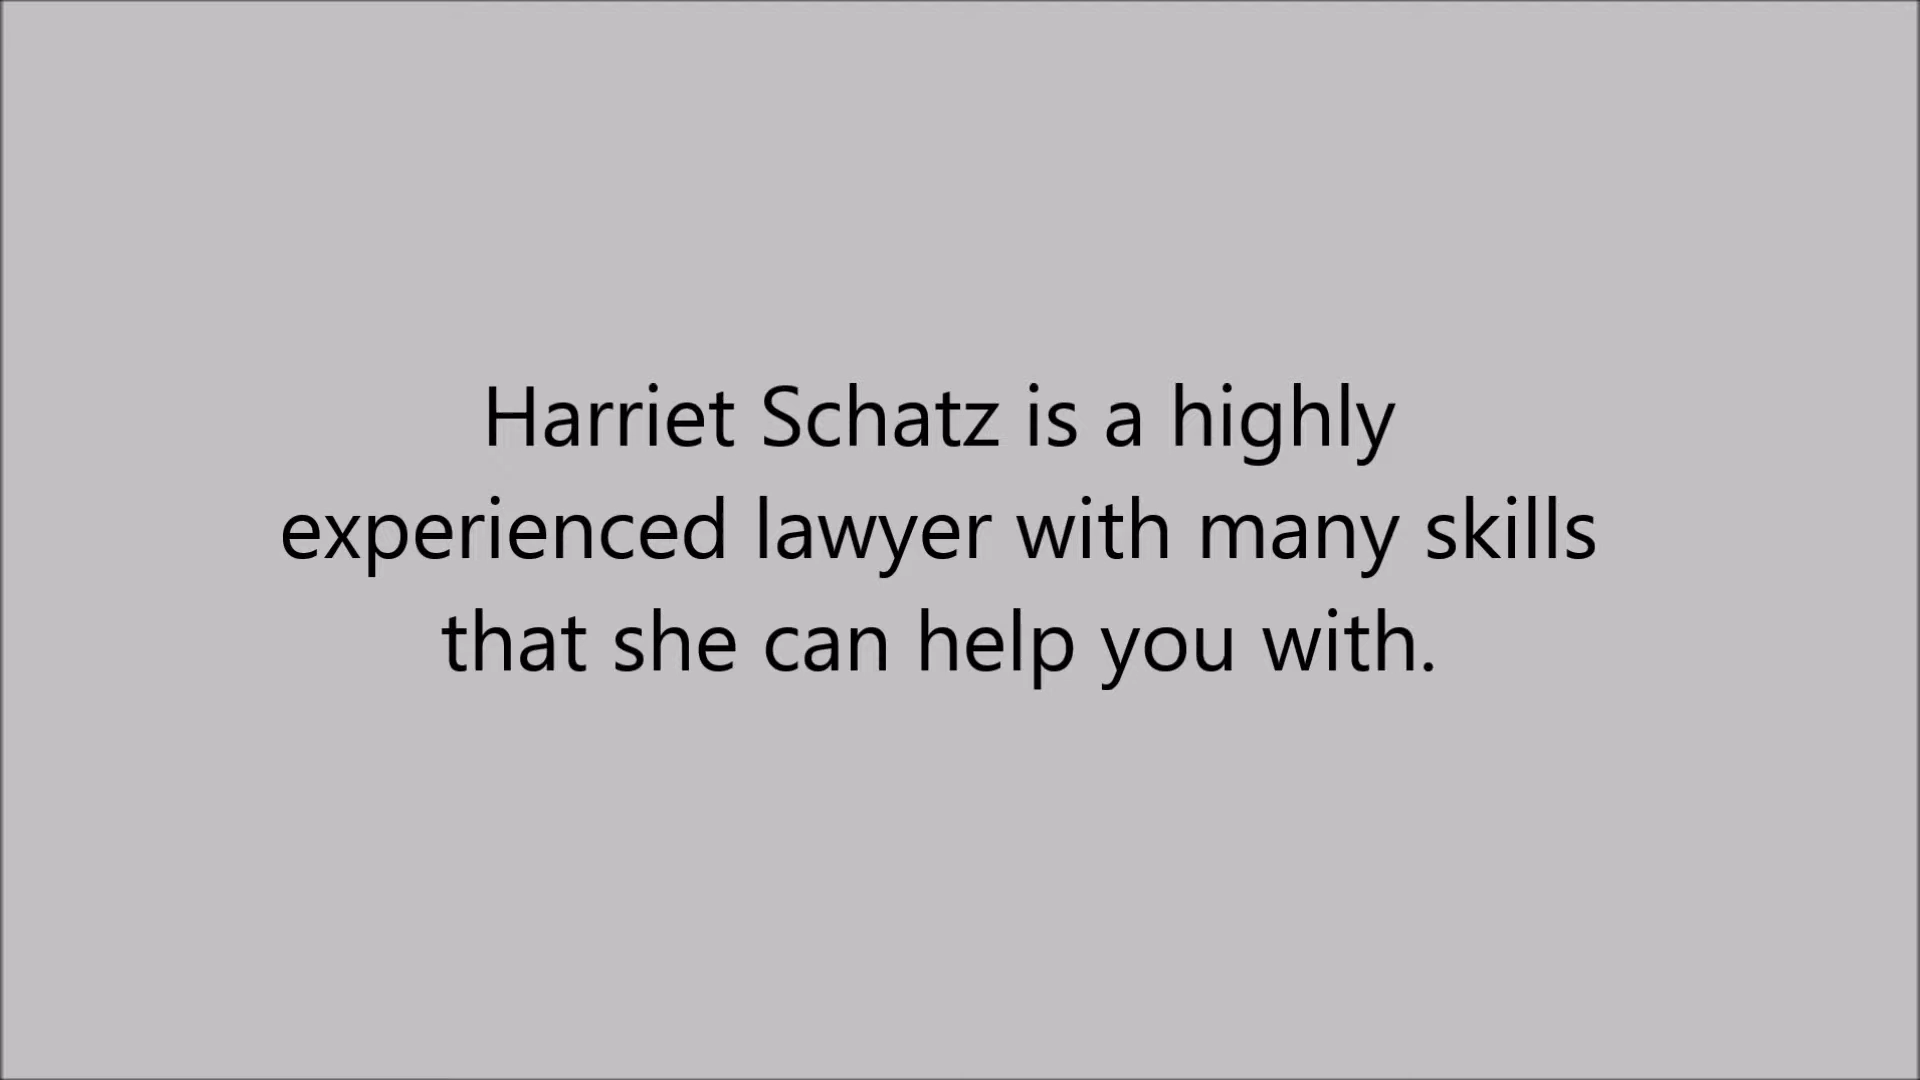 Harriet Schatz is a highly
experienced lawyer with many skills
that she can help you with.